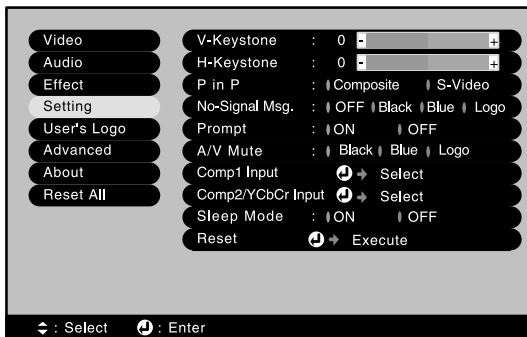 Video
Audio
Effect
Setting
User's Logo
Advanced
About
Reset All
V-Keystone : 0 - +
H-Keystone : 0 - +
P in P : Composite S-Video
No-Signal Msg. : OFF Black Blue Logo
Prompt : ON OFF
A/V Mute : Black Blue Logo
Comp1 Input Select
Comp2/YCbCr Input Select
Sleep Mode : ON OFF
Reset Execute
: Select : Enter